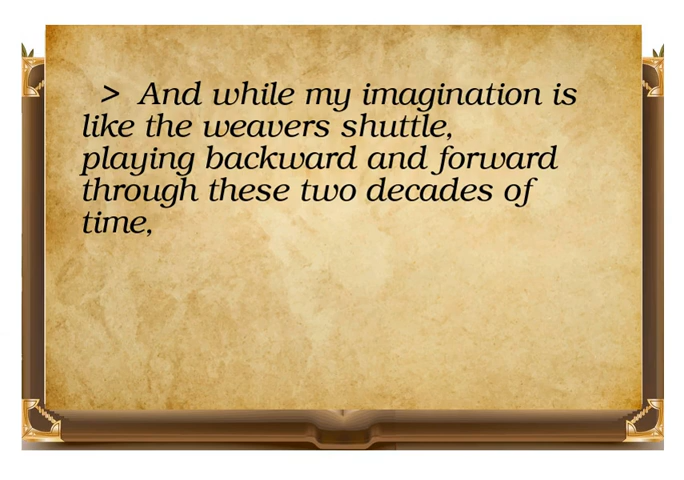 > And while my imagination is
like the weavers shuttle,
playing backward and forward
through these two decades of
time,